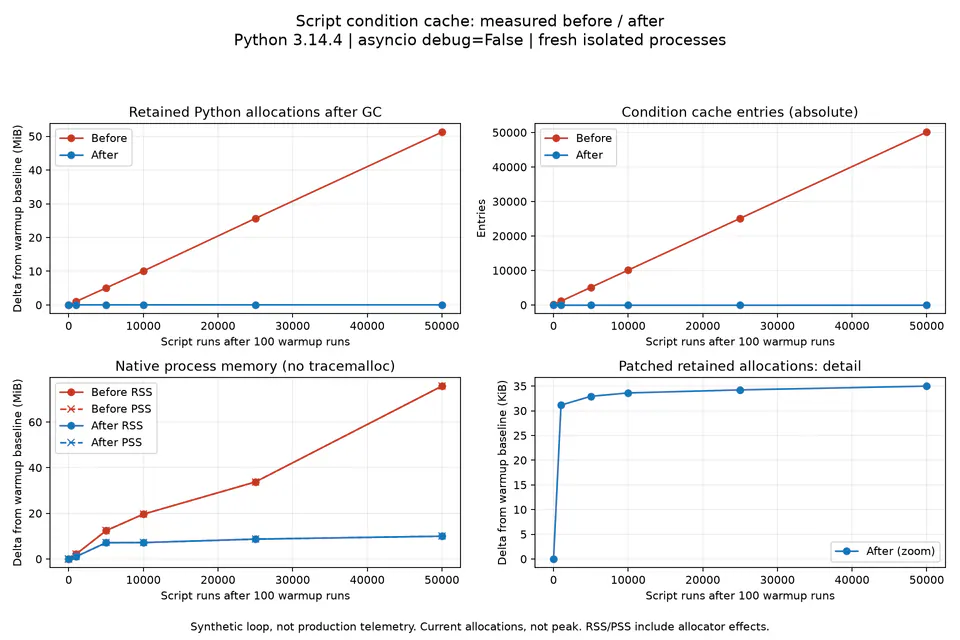 Script condition cache: measured before / after
Python 3.14.4 | asyncio debug=False | fresh isolated processes
Retained Python allocations after GC
Delta from warmup baseline (MiB)
50
40
30
20
10
0
Before
After
0 10000 20000 30000 40000 50000
Script runs after 100 warmup runs
Condition cache entries (absolute)
Entries
50000
40000
30000
20000
10000
0
Before
After
0 10000 20000 30000 40000 50000
Script runs after 100 warmup runs
Native process memory (no tracemalloc)
Delta from warmup baseline (MiB)
60
40
20
0
Before RSS
Before PSS
After RSS
After PSS
0 10000 20000 30000 40000 50000
Script runs after 100 warmup runs
Patched retained allocations: detail
Delta from warmup baseline (KiB)
35
30
25
20
15
10
5
0
After (zoom)
0 10000 20000 30000 40000 50000
Script runs after 100 warmup runs
Synthetic loop, not production telemetry. Current allocations, not peak. RSS/PSS include allocator effects.